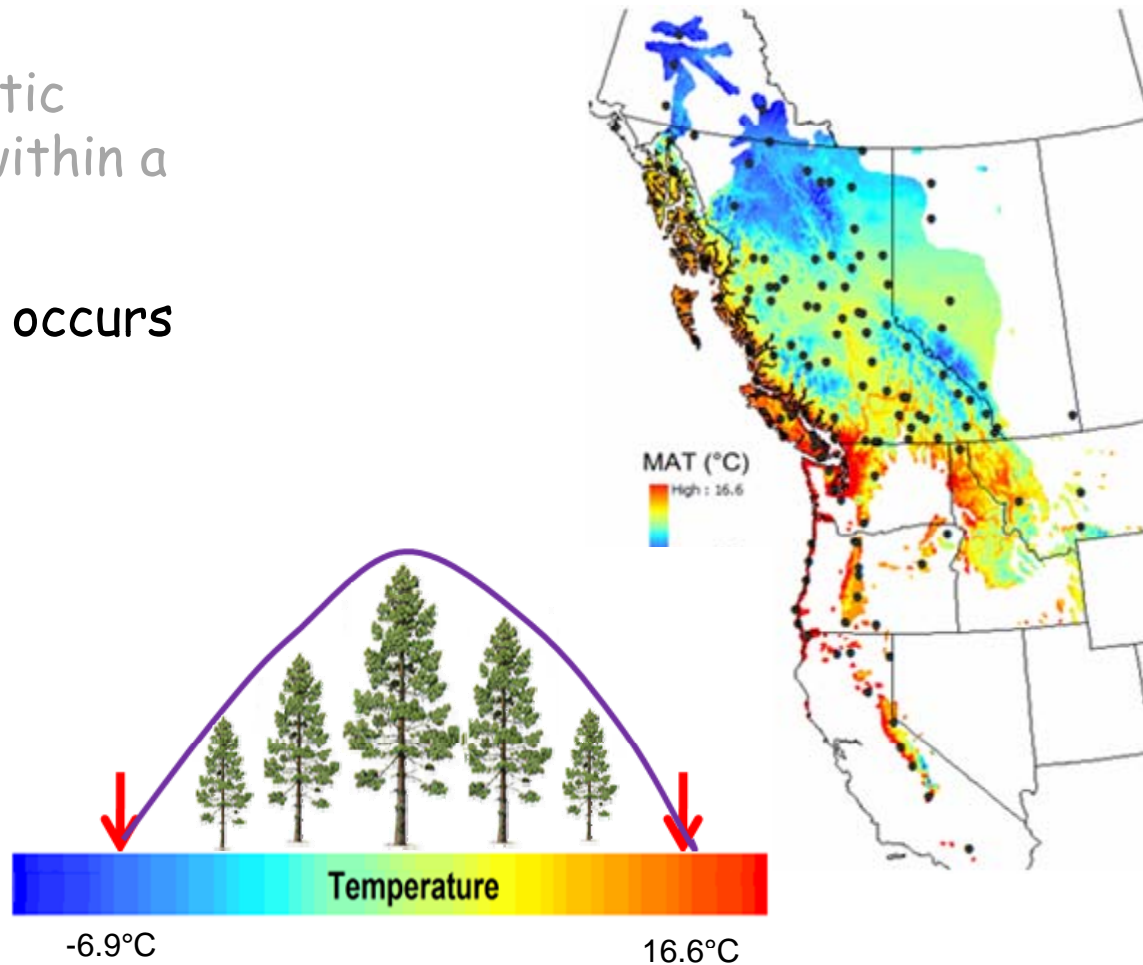 tic
within a
occurs
MAT (°C)
High : 16.6
Temperature
-6.9°C
16.6°C